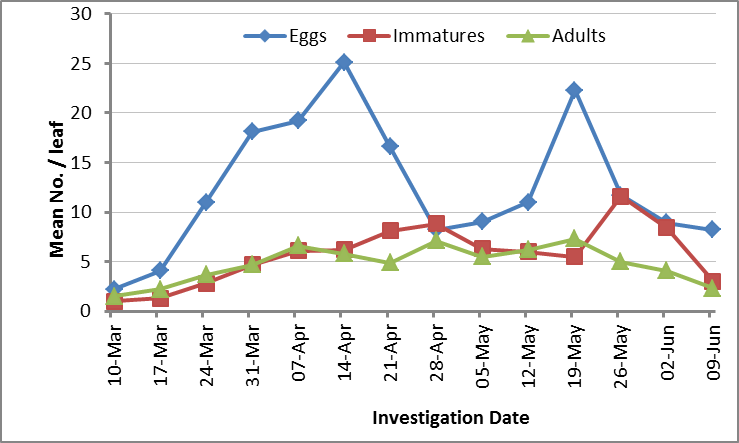 30
25
20
15
10
5
0
Mean No. / leaf
Eggs Immatures Adults
10-Mar
17-Mar
24-Mar
31-Mar
07-Apr
14-Apr
21-Apr
28-Apr
05-May
12-May
19-May
26-May
02-Jun
09-Jun
Investigation Date